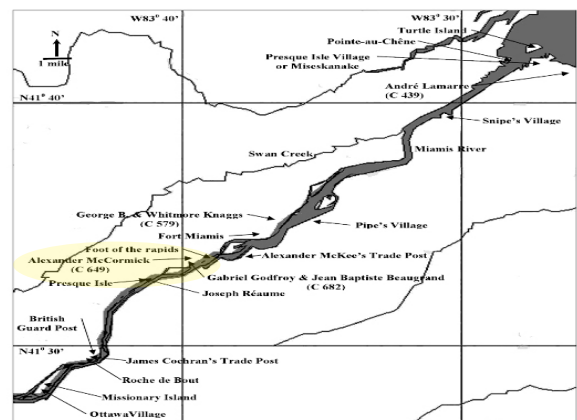 W83° 40'
W83° 30'
N
1 mile
Turtle Island
Pointe-au-Chêne
Presque Isle Village
or Miseskanake
N41° 40'
André Lamarre
(C 439)
Snipe's Village
Swan Creek
Miamis River
George B. & Whitmore Knaggs
(C 579)
Pipe's Village
Fort Miamis
Foot of the rapids
Alexander McKee's Trade Post
Alexander McCormick
(C 649)
Gabriel Godfroy & Jean Baptiste Beaugrand
(C 682)
Presque Isle
Joseph Réaume
British
Guard Post
N41° 30'
James Cochran's Trade Post
Roche de Bout
Missionary Island
OttawaVillage